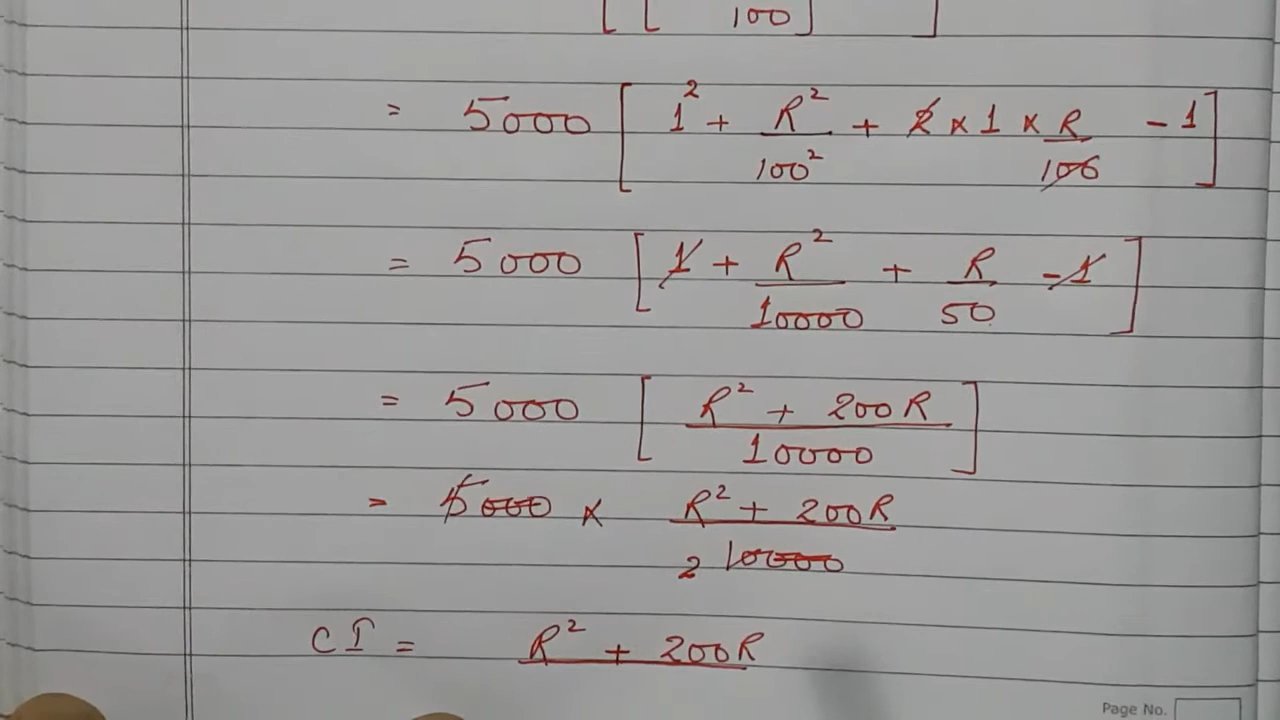 [ [ 100 ] ]
= 5000 [ 1² + R²/100² + 2 × 1 × R/100 - 1 ]
= 5000 [ 1 + R²/10000 + R/50 - 1 ]
= 5000 [ R² + 200R / 10000 ]
= 5000 × R² + 200R / 2 10000
CI = R² + 200R
Page No.